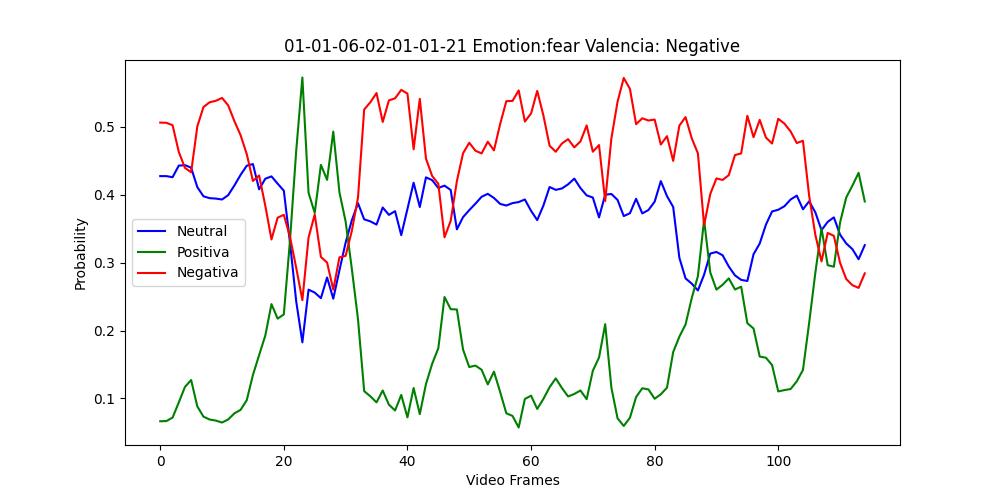 01-01-06-02-01-01-21 Emotion:fear Valencia: Negative
Probability
0.5
0.4
0.3
0.2
0.1
Neutral
Positiva
Negativa
0 20 40 60 80 100
Video Frames